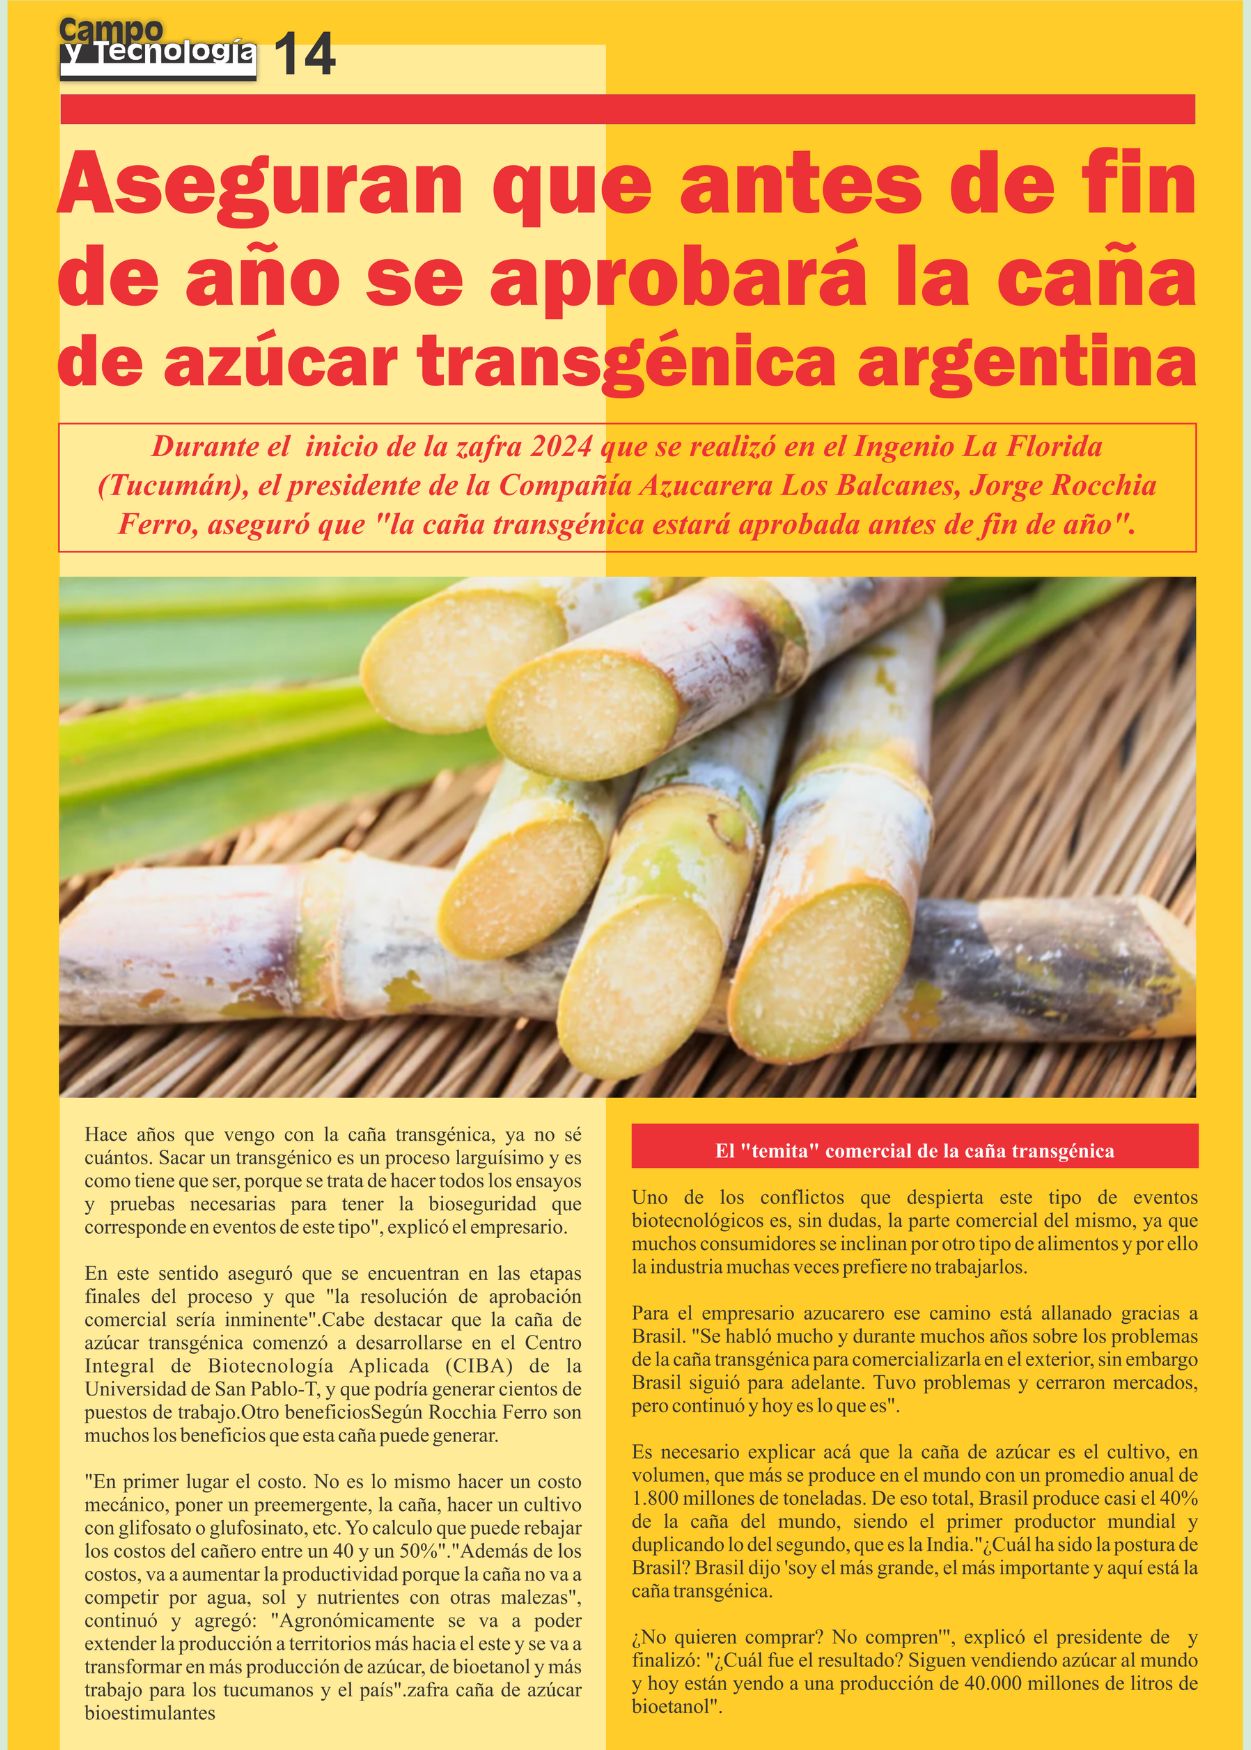 Campo
y Tecnología 14
Aseguran que antes de fin
de año se aprobará la caña
de azúcar transgénica argentina
Durante el inicio de la zafra 2024 que se realizó en el Ingenio La Florida
(Tucumán), el presidente de la Compañía Azucarera Los Balcanes, Jorge Rocchia
Ferro, aseguró que "la caña transgénica estará aprobada antes de fin de año".
Hace años que vengo con la caña transgénica, ya no sé
cuántos. Sacar un transgénico es un proceso larguísimo y es
como tiene que ser, porque se trata de hacer todos los ensayos
y pruebas necesarias para tener la bioseguridad que
corresponde en eventos de este tipo", explicó el empresario.
En este sentido aseguró que se encuentran en las etapas
finales del proceso y que "la resolución de aprobación
comercial sería inminente".Cabe destacar que la caña de
azúcar transgénica comenzó a desarrollarse en el Centro
Integral de Biotecnología Aplicada (CIBA) de la
Universidad de San Pablo-T, y que podría generar cientos de
puestos de trabajo.Otro beneficiosSegún Rocchia Ferro son
muchos los beneficios que esta caña puede generar.
"En primer lugar el costo. No es lo mismo hacer un costo
mecánico, poner un preemergente, la caña, hacer un cultivo
con glifosato o glufosinato, etc. Yo calculo que puede rebajar
los costos del cañero entre un 40 y un 50%"."Además de los
costos, va a aumentar la productividad porque la caña no va a
competir por agua, sol y nutrientes con otras malezas",
continuó y agregó: "Agronómicamente se va a poder
extender la producción a territorios más hacia el este y se va a
transformar en más producción de azúcar, de bioetanol y más
trabajo para los tucumanos y el país".zafra caña de azúcar
bioestimulantes
El "temita" comercial de la caña transgénica
Uno de los conflictos que despierta este tipo de eventos
biotecnológicos es, sin dudas, la parte comercial del mismo, ya que
muchos consumidores se inclinan por otro tipo de alimentos y por ello
la industria muchas veces prefiere no trabajarlos.
Para el empresario azucarero ese camino está allanado gracias a
Brasil. "Se habló mucho y durante muchos años sobre los problemas
de la caña transgénica para comercializarla en el exterior, sin embargo
Brasil siguió para adelante. Tuvo problemas y cerraron mercados,
pero continuó y hoy es lo que es".
Es necesario explicar acá que la caña de azúcar es el cultivo, en
volumen, que más se produce en el mundo con un promedio anual de
1.800 millones de toneladas. De eso total, Brasil produce casi el 40%
de la caña del mundo, siendo el primer productor mundial y
duplicando lo del segundo, que es la India."¿Cuál ha sido la postura de
Brasil? Brasil dijo 'soy el más grande, el más importante y aquí está la
caña transgénica.
¿No quieren comprar? No compren'", explicó el presidente de y
finalizó: "¿Cuál fue el resultado? Siguen vendiendo azúcar al mundo
y hoy están yendo a una producción de 40.000 millones de litros de
bioetanol".